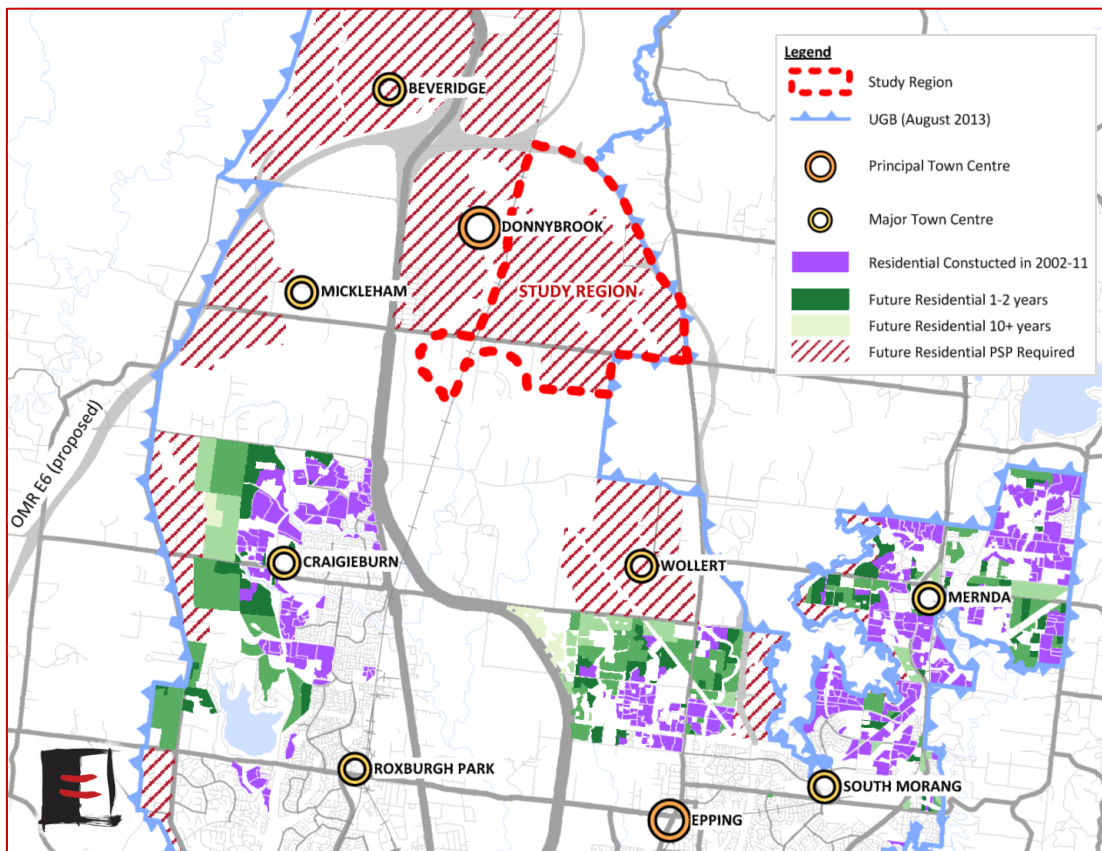 BEVERIDGE
DONNYBROOK
MICKLEHAM
STUDY REGION
OMR E6 (proposed)
CRAIGIEBURN
WOLLERT
MERNDA
ROXBURGH PARK
SOUTH MORANG
EPPING
Legend
Study Region
UGB (August 2013)
Principal Town Centre
Major Town Centre
Residential Constucted in 2002-11
Future Residential 1-2 years
Future Residential 10+ years
Future Residential PSP Required